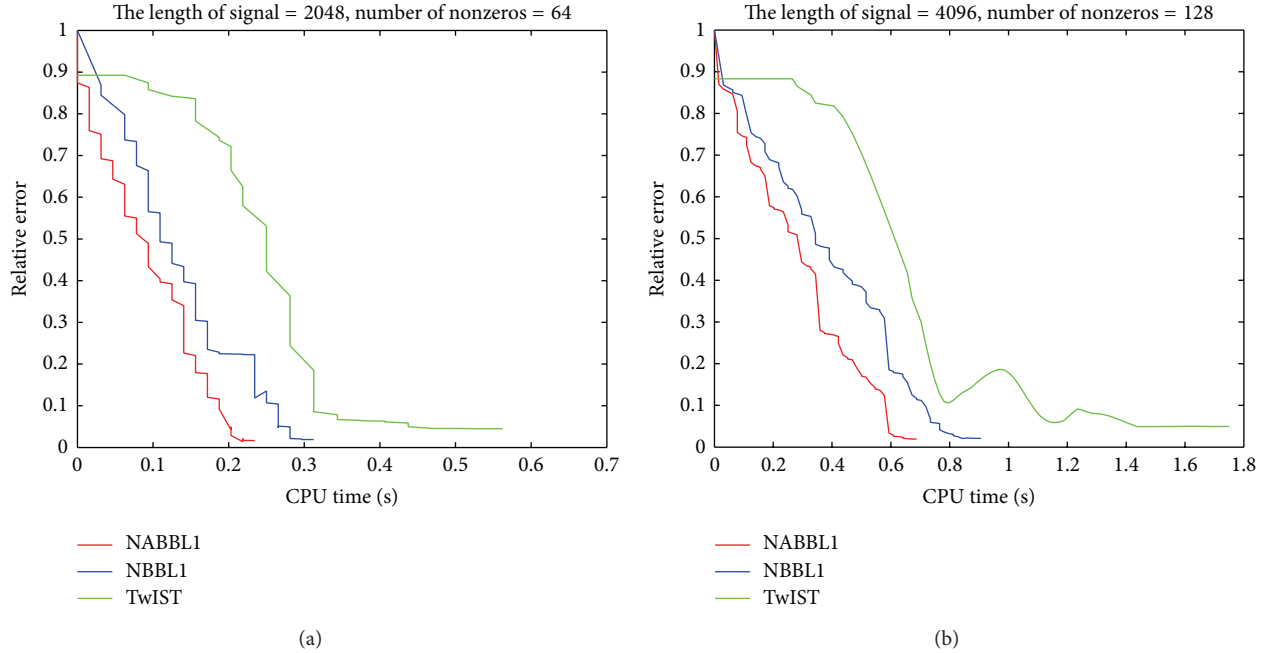 The length of signal = 2048, number of nonzeros = 64
1
0.9
0.8
0.7
0.6
0.5
0.4
0.3
0.2
0.1
0
Relative error
0 0.1 0.2 0.3 0.4 0.5 0.6 0.7
CPU time (s)
NABBL1
NBBL1
TwIST
(a)
The length of signal = 4096, number of nonzeros = 128
1
0.9
0.8
0.7
0.6
0.5
0.4
0.3
0.2
0.1
0
Relative error
0 0.2 0.4 0.6 0.8 1 1.2 1.4 1.6 1.8
CPU time (s)
NABBL1
NBBL1
TwIST
(b)